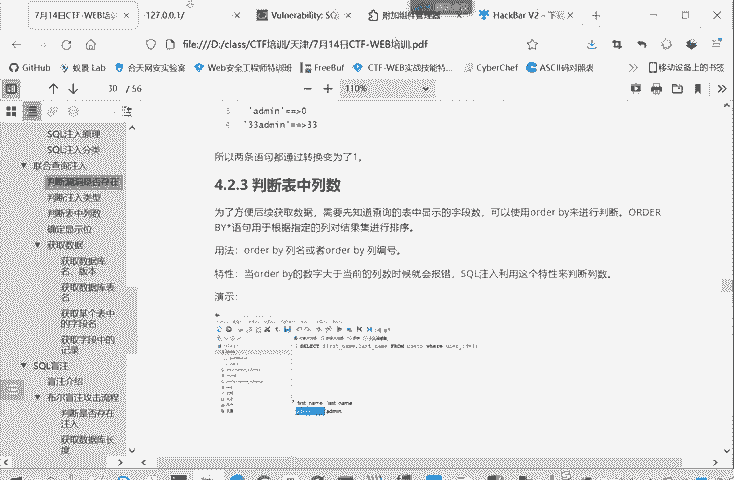 7月14日CTF-WEB培训
127.0.0.1/
Vulnerability: SQ
附加组件管理器
HackBar V2 – 下
file:///D:/class/CTF培训/天津/7月14日CTF-WEB培训.pdf
GitHub
蚁景 Lab
合天网安实验室
Web安全工程师特训班
FreeBuf
CTF-WEB实战技能特...
CyberChef
ASCII码对照表
移动设备上的书签
30 / 56
110%
SQL注入原理
SQL注入分类
联合查询注入
判断漏洞是否存在
判断注入类型
判断表中列数
确定显示位
获取数据
获取数据库
名、版本
获取数据库表
名
获取某个表中
的字段名
获取字段中的
记录
SQL盲注
盲注介绍
布尔盲注攻击流程
判断是否存在
注入
获取数据库长
度
3 'admin'==>0
4 '33admin'==>33
所以两条语句都通过转换变为了1。
4.2.3 判断表中列数
为了方便后续获取数据，需要先知道查询的表中显示的字段数，可以使用order by来进行判断。ORDER
BY*语句用于根据指定的列对结果集进行排序。
用法：order by 列名或者order by 列编号。
特性：当order by的数字大于当前的列数时候就会报错，SQL注入利用这个特性来判断列数。
演示：
SELECT first_name,last_name FROM users where user_id=1;
first_name last_name
admin